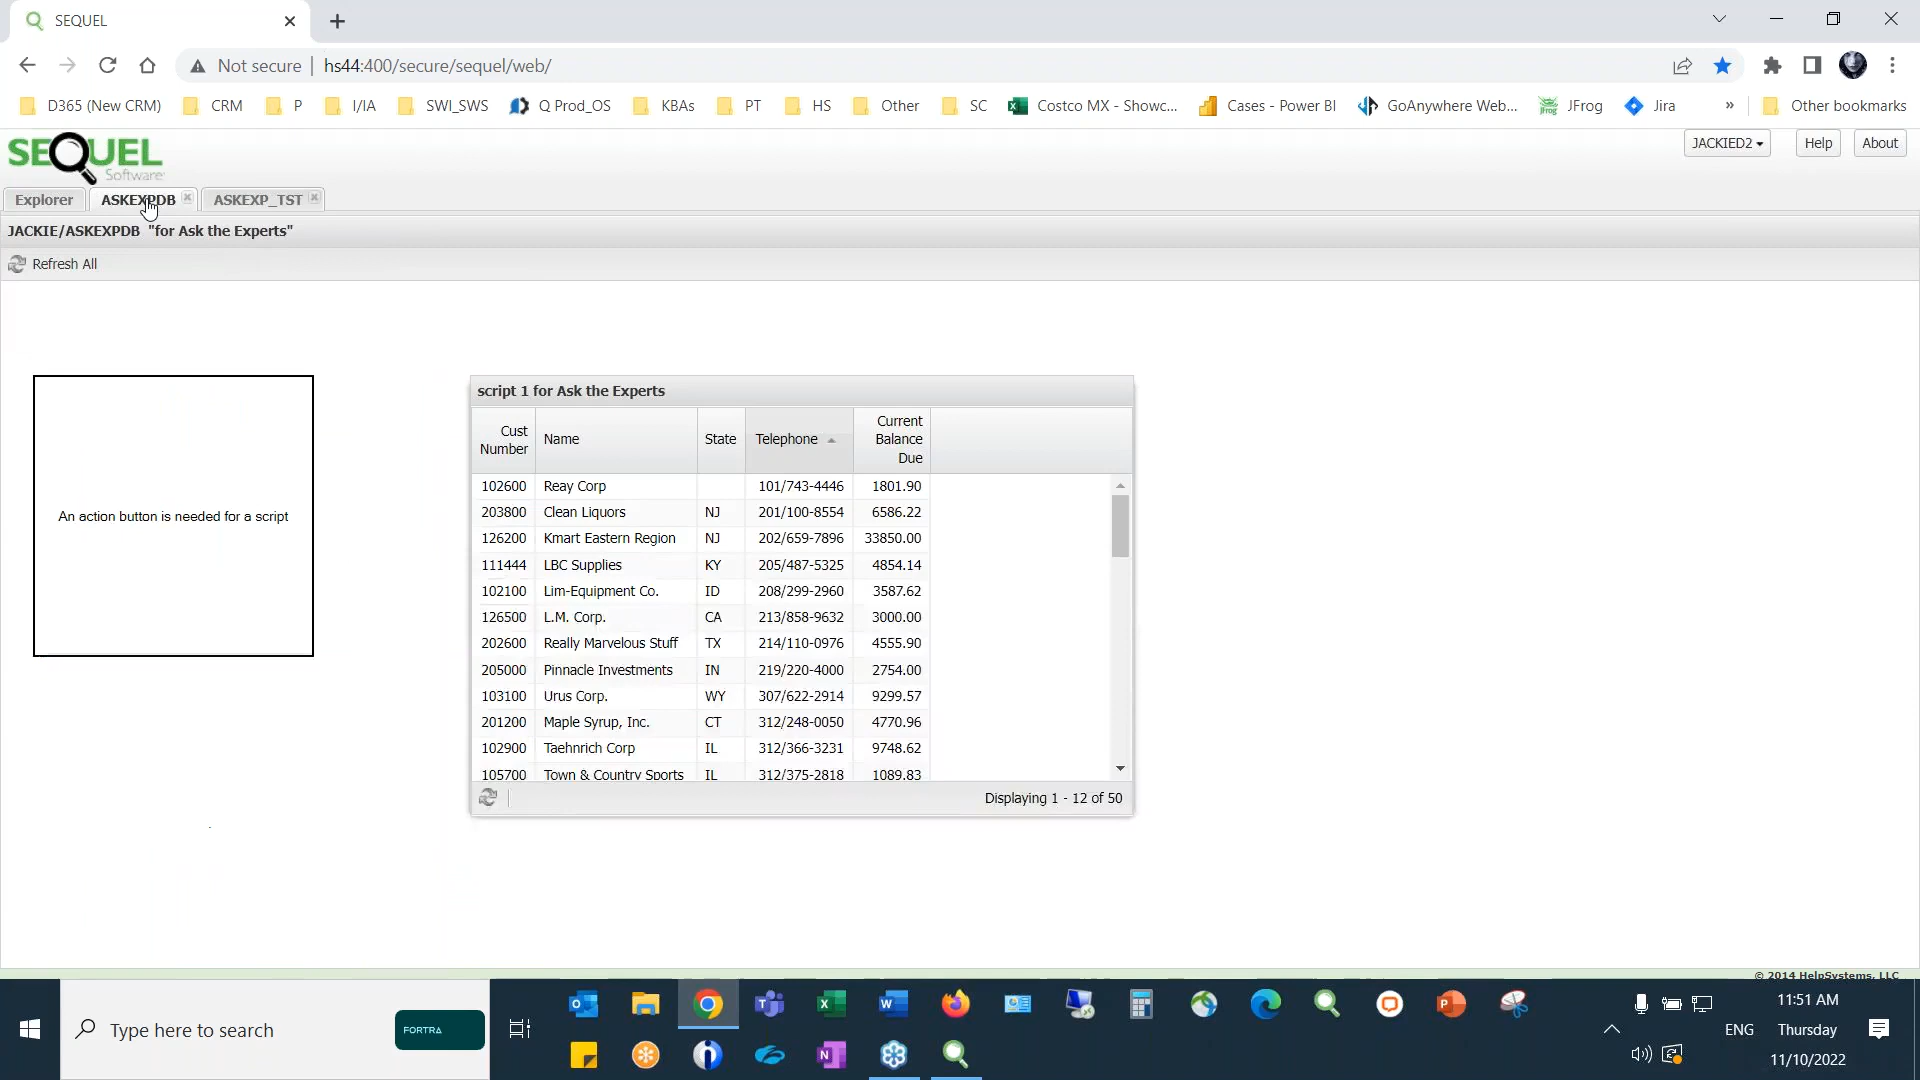 SEQUEL
Not secure
hs44:400/secure/sequel/web/
D365 (New CRM)
CRM
P
I/IA
SWI_SWS
Q Prod_OS
KBAs
PT
HS
Other
SC
Costco MX - Showc...
Cases - Power BI
GoAnywhere Web...
JFrog
Jira
»
Other bookmarks
SEQUEL
Software
JACKIED2
Help
About
Explorer
ASKEXPDB
ASKEXP_TST
JACKIE/ASKEXPDB "for Ask the Experts"
Refresh All
An action button is needed for a script
script 1 for Ask the Experts
Cust Number Name State Telephone Current Balance Due
102600 Reay Corp 101/743-4446 1801.90
203800 Clean Liquors NJ 201/100-8554 6586.22
126200 Kmart Eastern Region NJ 202/659-7896 33850.00
111444 LBC Supplies KY 205/487-5325 4854.14
102100 Lim-Equipment Co. ID 208/299-2960 3587.62
126500 L.M. Corp. CA 213/858-9632 3000.00
202600 Really Marvelous Stuff TX 214/110-0976 4555.90
205000 Pinnacle Investments IN 219/220-4000 2754.00
103100 Urus Corp. WY 307/622-2914 9299.57
201200 Maple Syrup, Inc. CT 312/248-0050 4770.96
102900 Taehnrich Corp IL 312/366-3231 9748.62
105700 Town & Country Sports IL 312/375-2818 1089.83
Displaying 1 - 12 of 50
© 2014 HelpSystems, LLC
Type here to search
FORTRA
ENG
11:51 AM
Thursday
11/10/2022